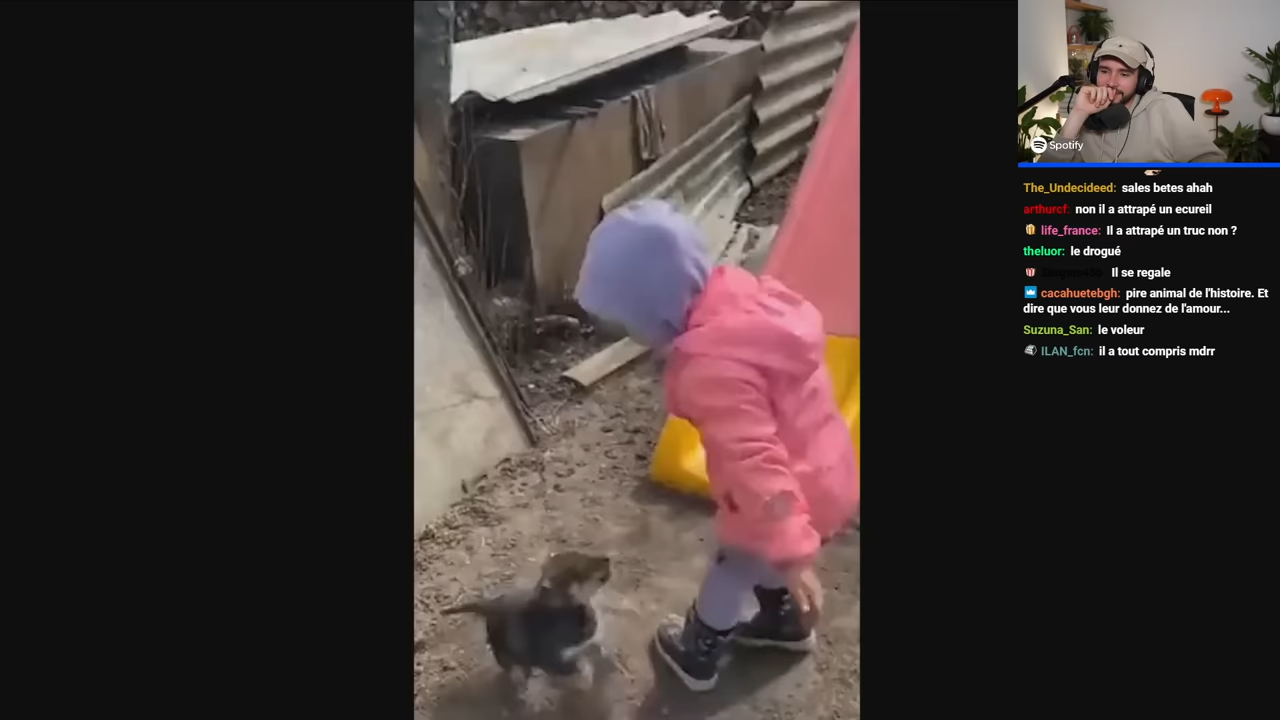 Spotify
The_Undecideed: sales betes ahah
arthurcf: non il a attrapé un ecureil
life_france: Il a attrapé un truc non ?
theluor: le drogué
Il se regale
cacahuetebgh: pire animal de l'histoire. Et
dire que vous leur donnez de l'amour...
Suzuna_San: le voleur
ILAN_fcn: il a tout compris mdrr